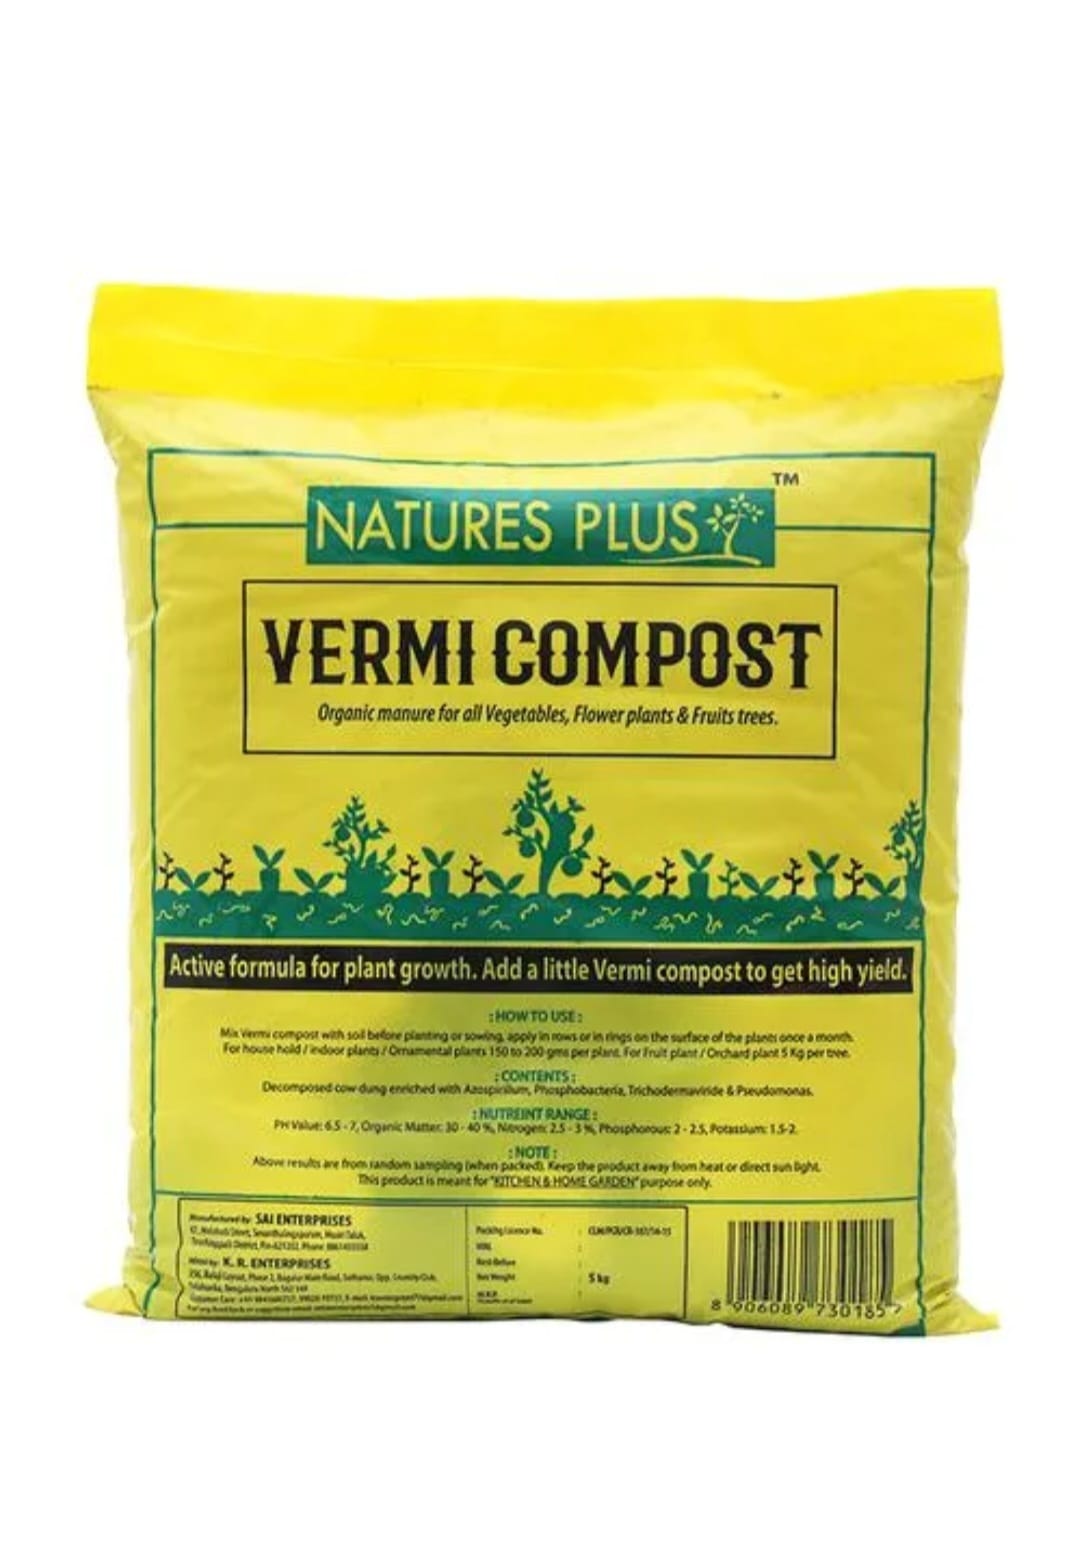 NATURES PLUS TM
VERMI COMPOST
Organic manure for all Vegetables, Flower plants & Fruits trees.
Active formula for plant growth. Add a little Vermi compost to get high yield.
: HOW TO USE :
Mix Vermi compost with soil before planting or sowing, apply in rows or in rings on the surface of the plants once a month.
For house hold / indoor plants / Ornamental plants 150 to 200 gms per plant. For Fruit plant / Orchard plant 5 Kg per tree.
: CONTENTS :
Decomposed cow dung enriched with Azospirillum, Phosphobacteria, Trichodermaviride & Pseudomonas.
: NUTREINT RANGE :
PH Value: 6.5 - 7, Organic Matter: 30 - 40 %, Nitrogen: 2.5 - 3 %, Phosphorous: 2 - 2.5, Potassium: 1.5-2.
: NOTE :
Above results are from random sampling (when packed). Keep the product away from heat or direct sun light.
This product is meant for "KITCHEN & HOME GARDEN" purpose only.
Manufactured by: SAI ENTERPRISES
K. R. ENTERPRISES
Packing Licence No. :
Best Before :
Net Weight : 5 kg
M.R.P. :
8 906089 730185